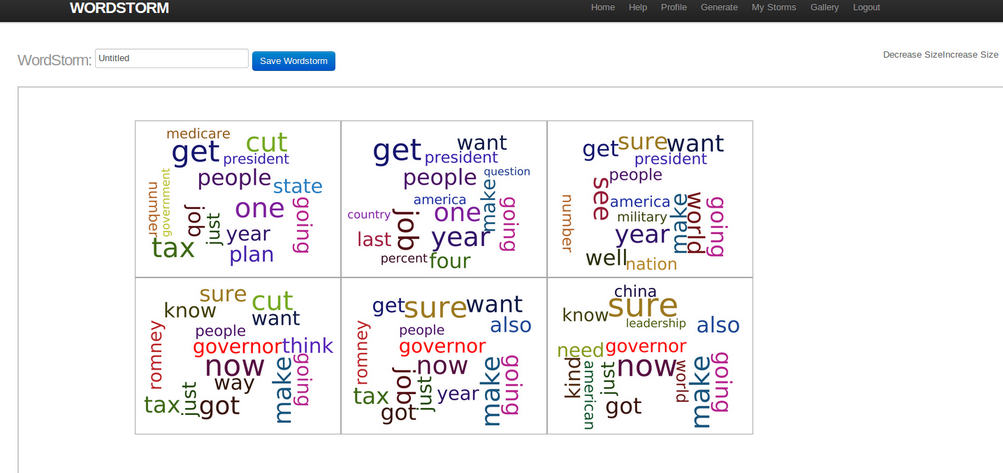 WORDSTORM
Home Help Profile Generate My Storms Gallery Logout
WordStorm: Untitled Save Wordstorm
Decrease SizeIncrease Size
medicare
cut
get
president
people
state
government
number
job
just
one
going
year
tax
plan
want
get
president
question
people
america
make
country
one
job
going
last
year
percent
four
sure
want
get
president
people
see
america
number
military
make
world
going
year
well
nation
sure
cut
know
want
people
romney
governor
think
now
way
make
going
just
tax
got
get
sure
want
also
people
romney
governor
now
job
just
year
make
going
tax
got
china
sure
know
leadership
also
need
governor
now
kind
american
just
world
make
going
got